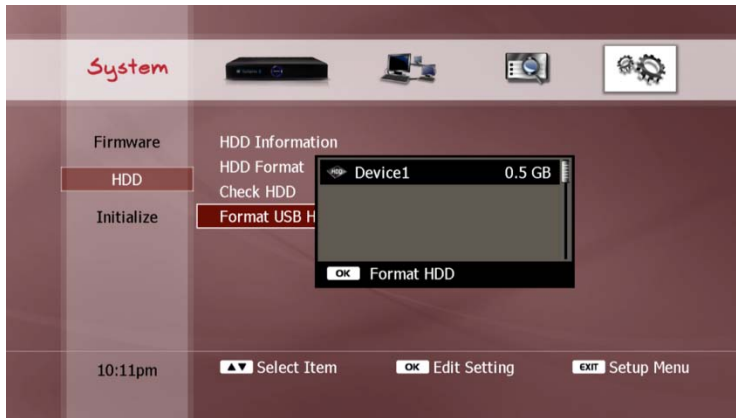 System
Firmware
HDD
Initialize
HDD Information
HDD Format
Check HDD
Format USB H
HDD Device1 0.5 GB
OK Format HDD
10:11pm
▲▼ Select Item
OK Edit Setting
EXIT Setup Menu